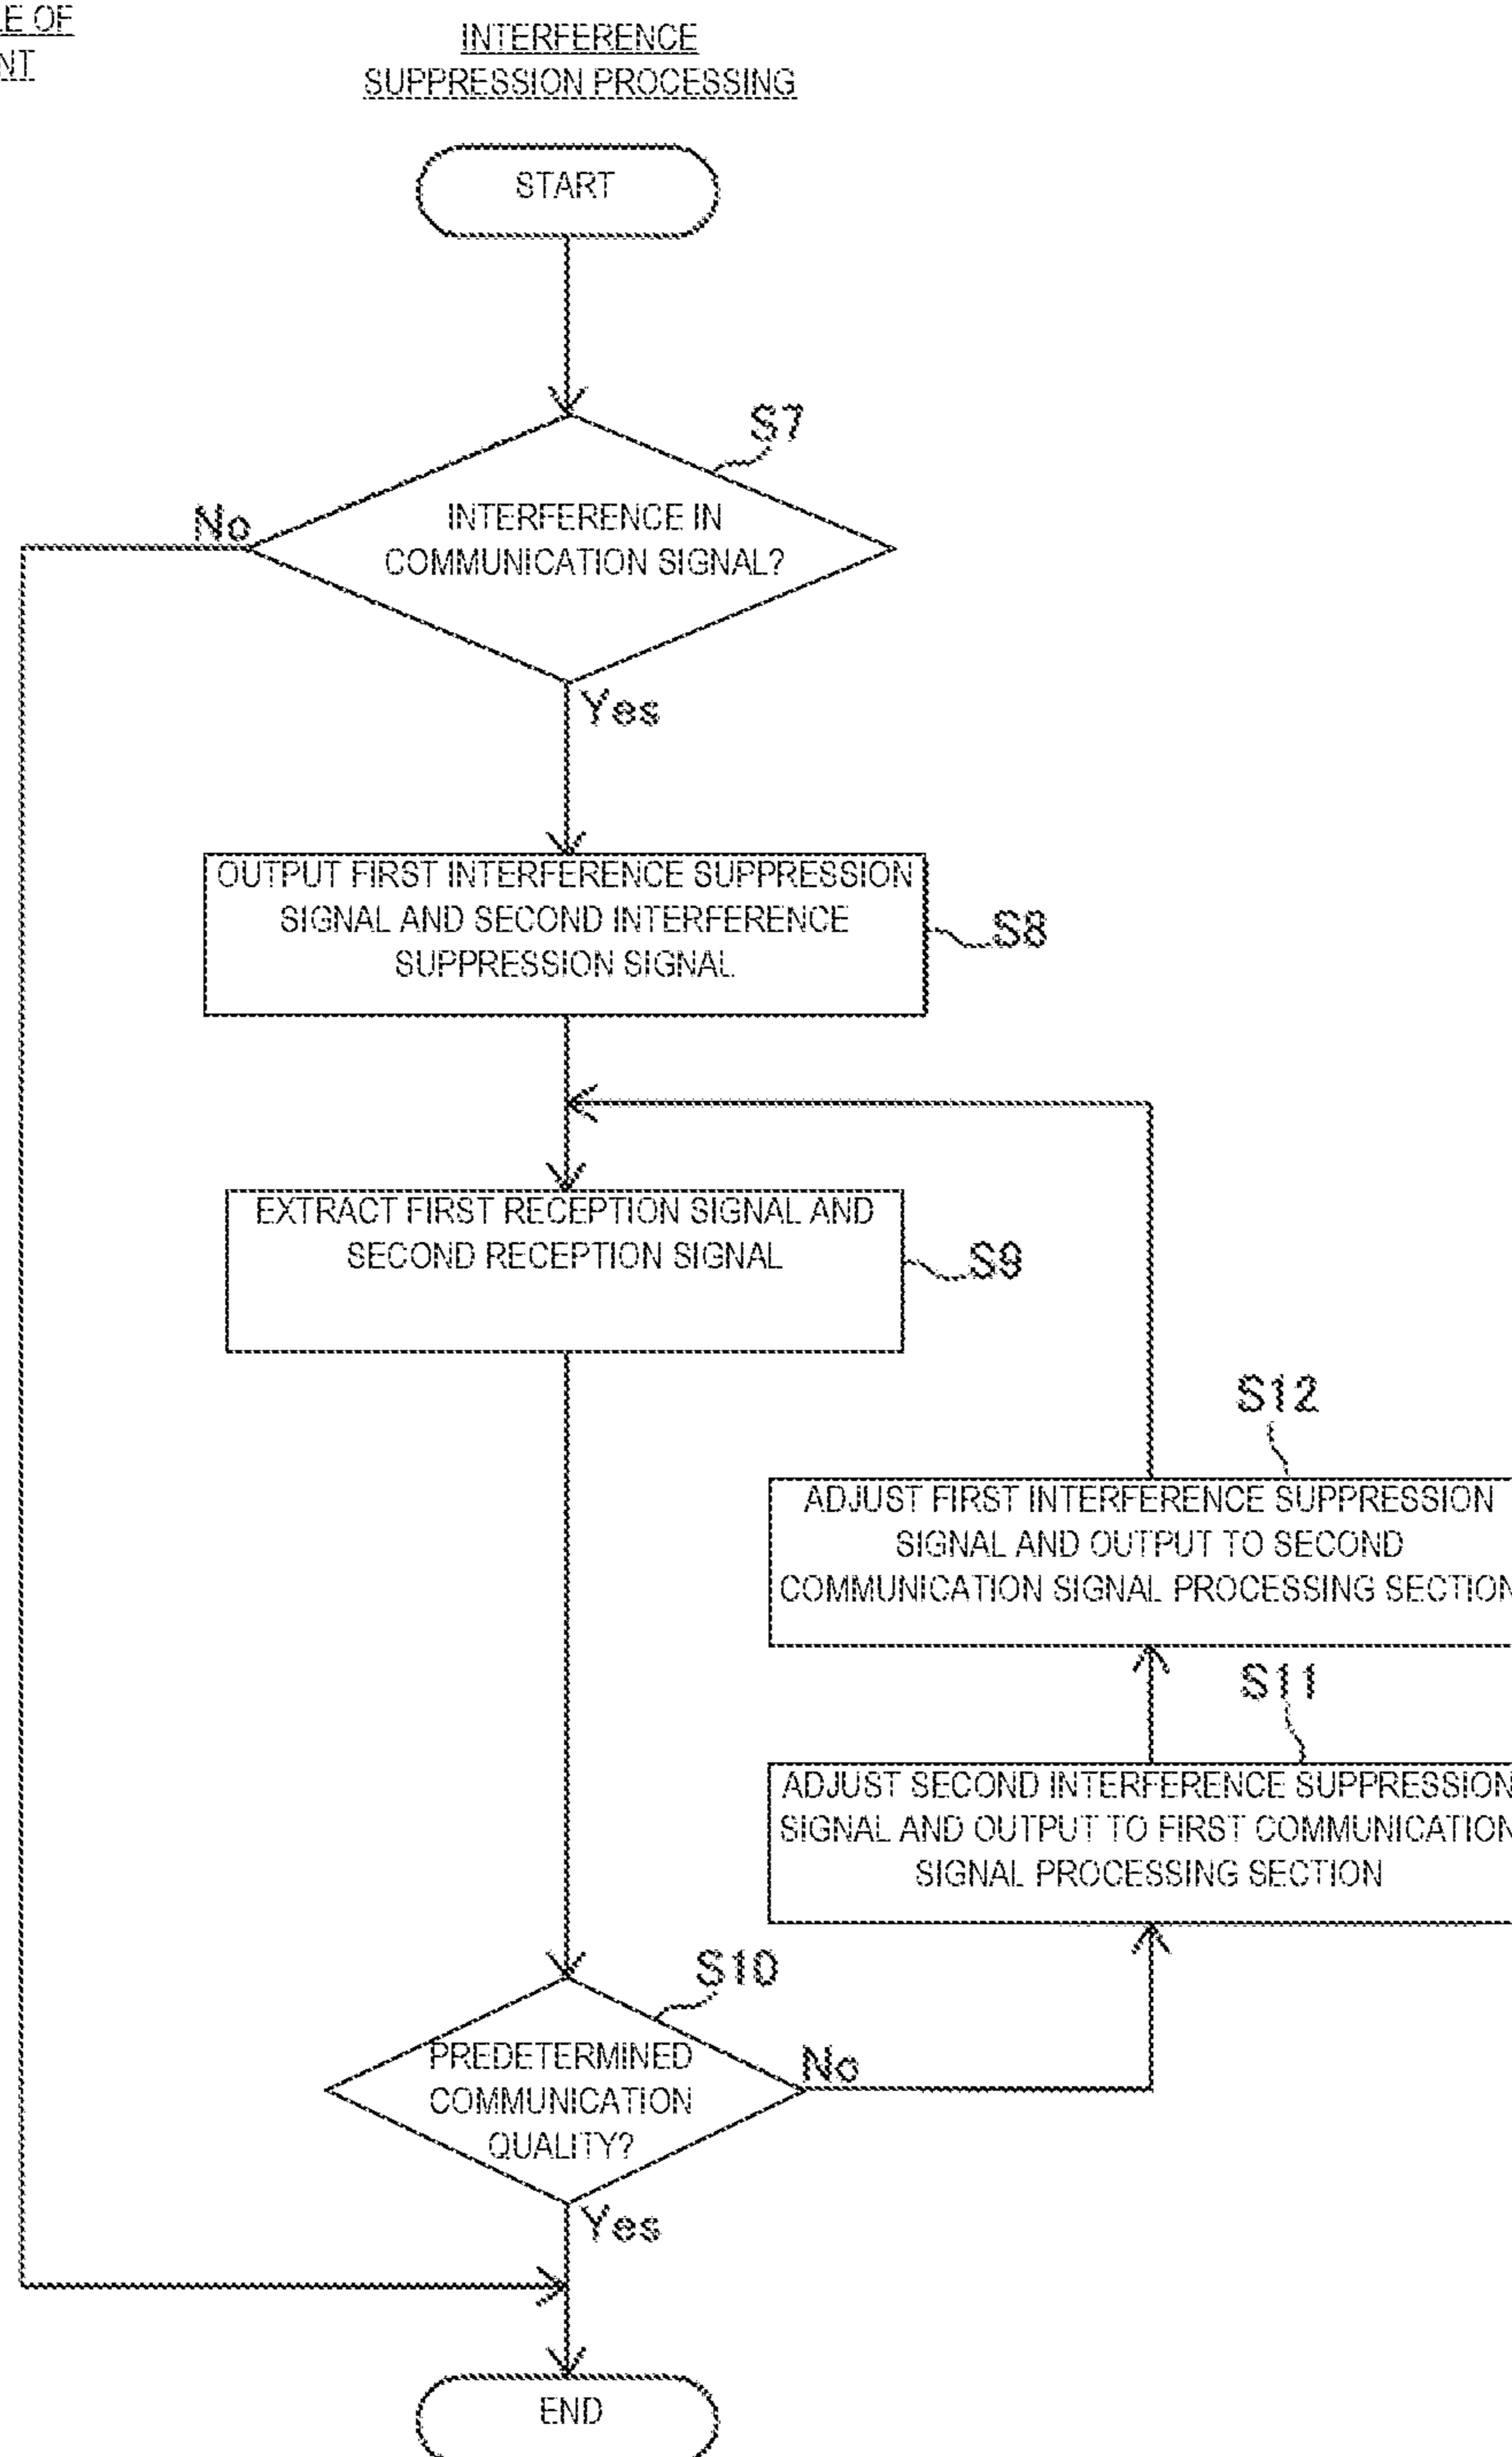 LE OF
NT
INTERFERENCE
SUPPRESSION PROCESSING
START
S7
INTERFERENCE IN
COMMUNICATION SIGNAL?
No
Yes
OUTPUT FIRST INTERFERENCE SUPPRESSION
SIGNAL AND SECOND INTERFERENCE
SUPPRESSION SIGNAL
S8
EXTRACT FIRST RECEPTION SIGNAL AND
SECOND RECEPTION SIGNAL
S9
S12
ADJUST FIRST INTERFERENCE SUPPRESSION
SIGNAL AND OUTPUT TO SECOND
COMMUNICATION SIGNAL PROCESSING SECTION
S11
ADJUST SECOND INTERFERENCE SUPPRESSION
SIGNAL AND OUTPUT TO FIRST COMMUNICATION
SIGNAL PROCESSING SECTION
S10
PREDETERMINED
COMMUNICATION
QUALITY?
No
Yes
END